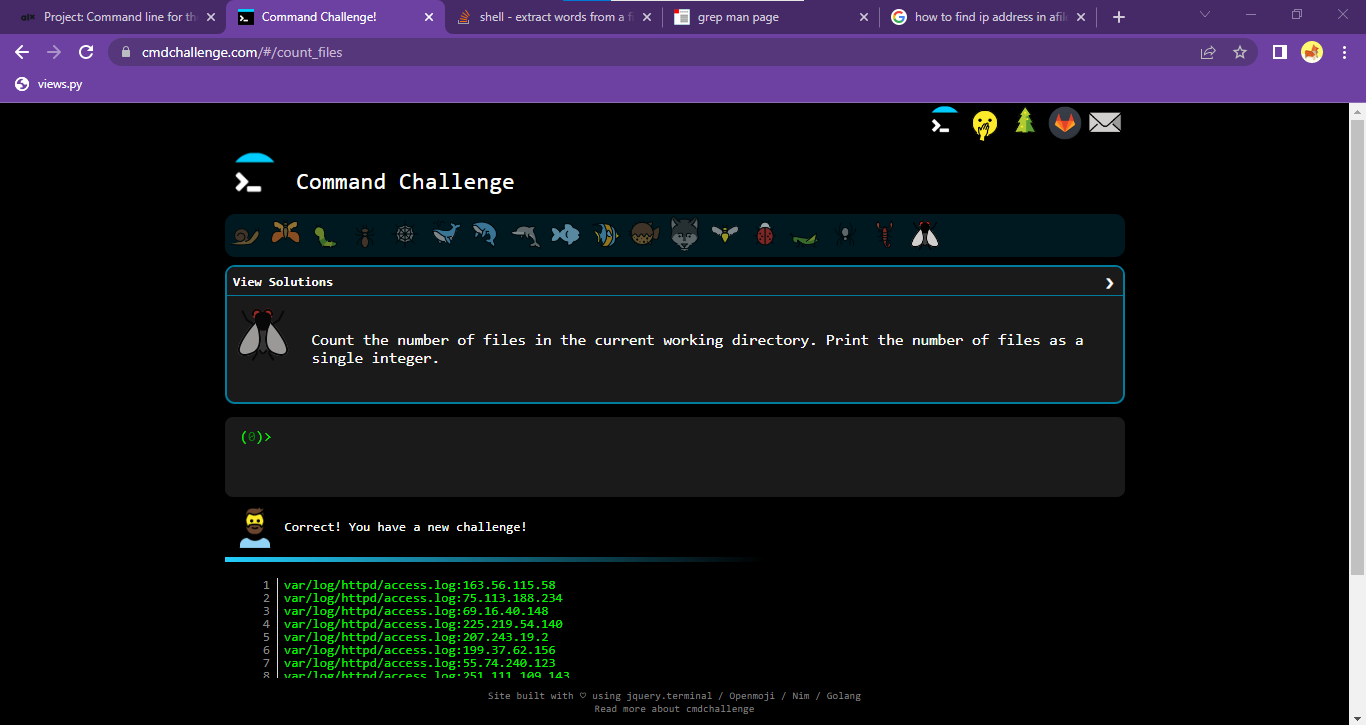 Project: Command line for th
Command Challenge!
shell - extract words from a fi
grep man page
how to find ip address in afile
cmdchallenge.com/#/count_files
views.py
Command Challenge
View Solutions
Count the number of files in the current working directory. Print the number of files as a
single integer.
(0)>
Correct! You have a new challenge!
1 var/log/httpd/access.log:163.56.115.58
2 var/log/httpd/access.log:75.113.188.234
3 var/log/httpd/access.log:69.16.40.148
4 var/log/httpd/access.log:225.219.54.140
5 var/log/httpd/access.log:207.243.19.2
6 var/log/httpd/access.log:199.37.62.156
7 var/log/httpd/access.log:55.74.240.123
8 var/log/httpd/access.log:251.111.109.143
Site built with ♡ using jquery.terminal / Openmoji / Nim / Golang
Read more about cmdchallenge